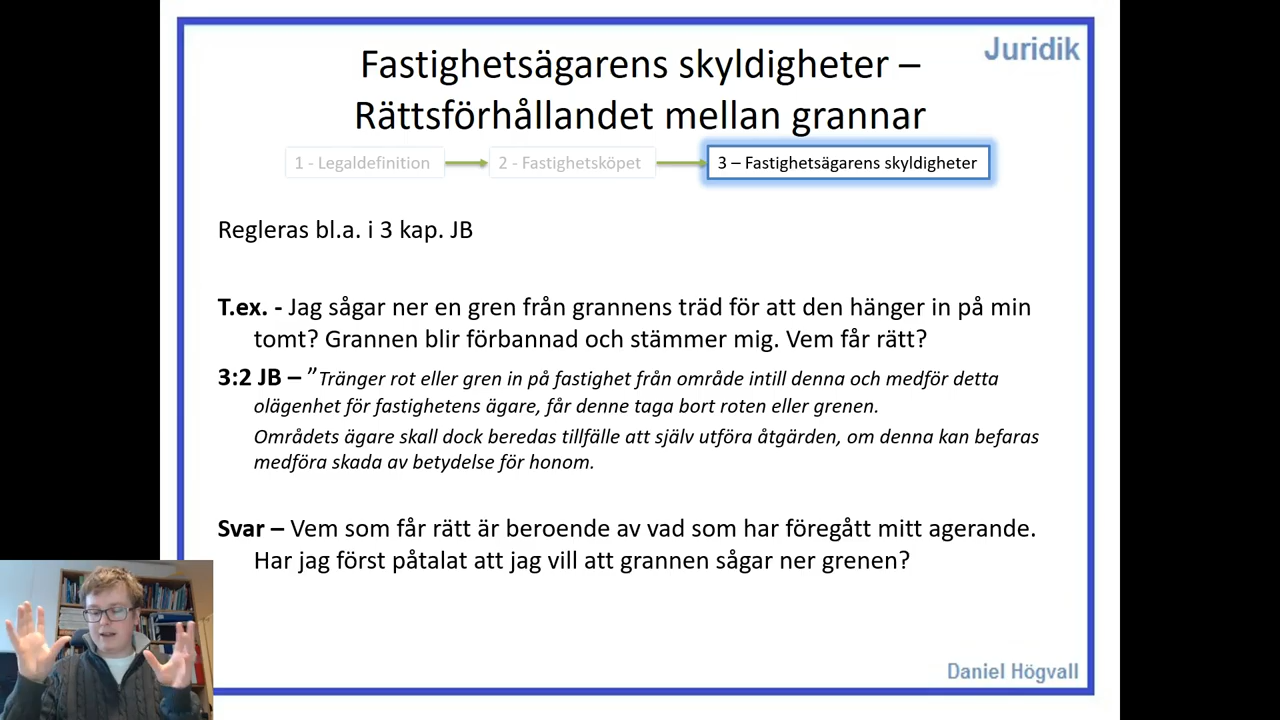 Juridik
Fastighetsägarens skyldigheter –
Rättsförhållandet mellan grannar
1 - Legaldefinition
2 - Fastighetsköpet
3 – Fastighetsägarens skyldigheter
Regleras bl.a. i 3 kap. JB
T.ex. - Jag sågar ner en gren från grannens träd för att den hänger in på min
tomt? Grannen blir förbannad och stämmer mig. Vem får rätt?
3:2 JB – ”Tränger rot eller gren in på fastighet från område intill denna och medför detta
olägenhet för fastighetens ägare, får denne taga bort roten eller grenen.
Områdets ägare skall dock beredas tillfälle att själv utföra åtgärden, om denna kan befaras
medföra skada av betydelse för honom.
Svar – Vem som får rätt är beroende av vad som har föregått mitt agerande.
Har jag först påtalat att jag vill att grannen sågar ner grenen?
Daniel Högvall